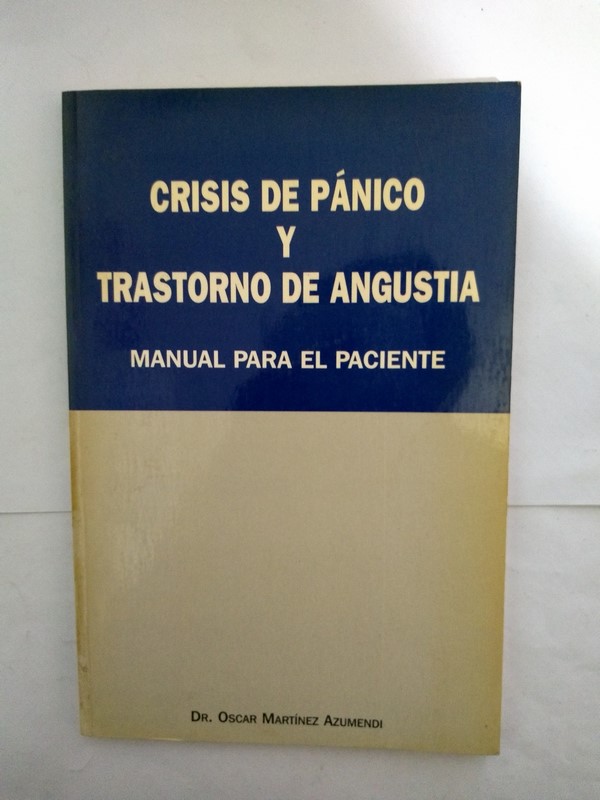 CRISIS DE PÁNICO
Y
TRASTORNO DE ANGUSTIA
MANUAL PARA EL PACIENTE
DR. OSCAR MARTÍNEZ AZUMENDI